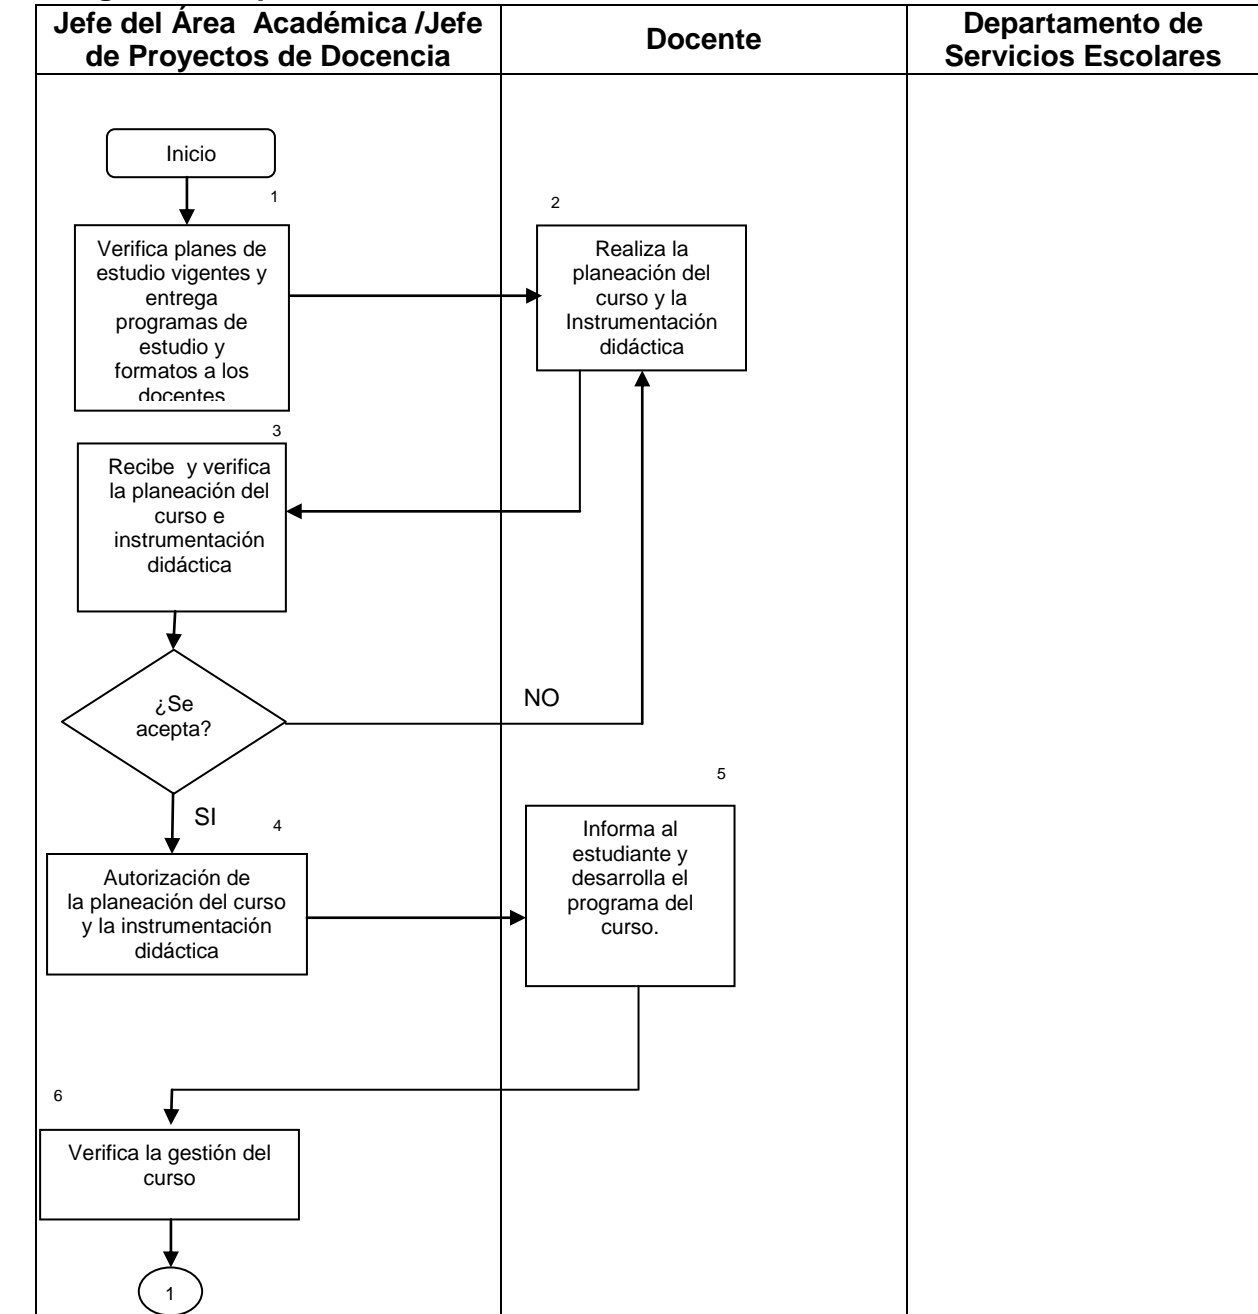 Jefe del Área  Académica /Jefe
de Proyectos de Docencia
Docente
Departamento de
Servicios Escolares
Inicio
1
Verifica planes de
estudio vigentes y
entrega
programas de
estudio y
formatos a los
docentes
2
Realiza la
planeación del
curso y la
Instrumentación
didáctica
3
Recibe  y verifica
la planeación del
curso e
instrumentación
didáctica
¿Se
acepta?
NO
SI
4
Autorización de
la planeación del curso
y la instrumentación
didáctica
5
Informa al
estudiante y
desarrolla el
programa del
curso.
6
Verifica la gestión del
curso
1